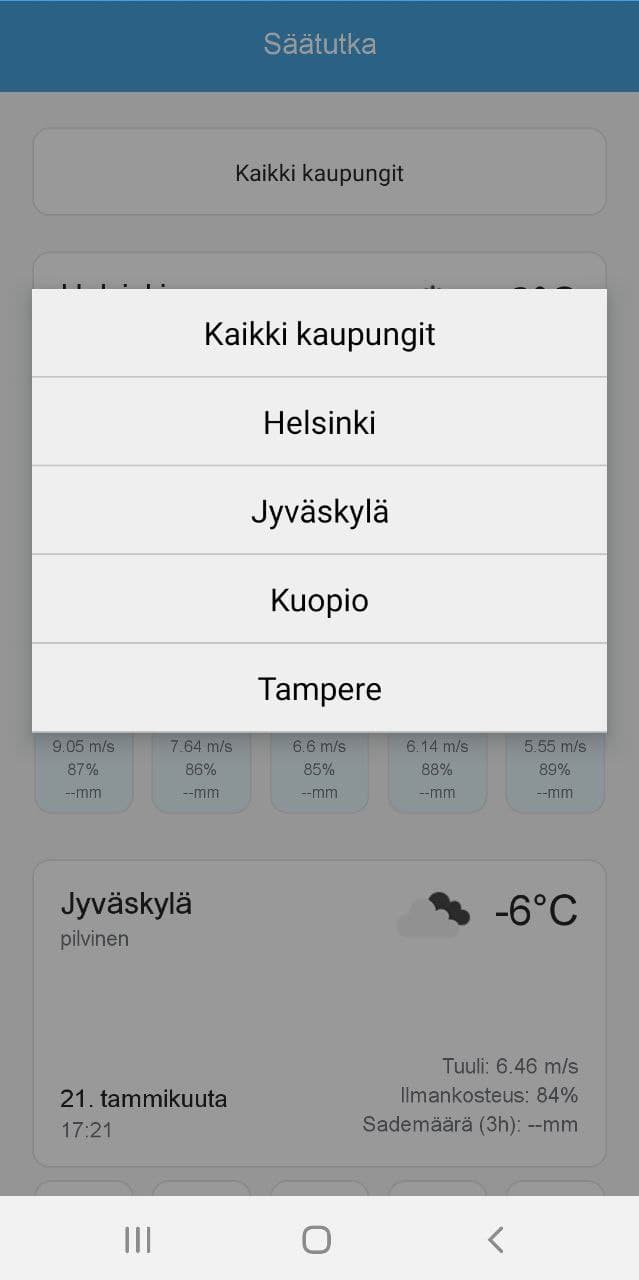 Säätutka
Kaikki kaupungit
Kaikki kaupungit
Helsinki
Jyväskylä
Kuopio
Tampere
9.05 m/s 7.64 m/s 6.6 m/s 6.14 m/s 5.55 m/s
87% 86% 85% 88% 89%
--mm --mm --mm --mm --mm
Jyväskylä -6°C
pilvinen
Tuuli: 6.46 m/s
21. tammikuuta Ilmankosteus: 84%
17:21 Sademäärä (3h): --mm